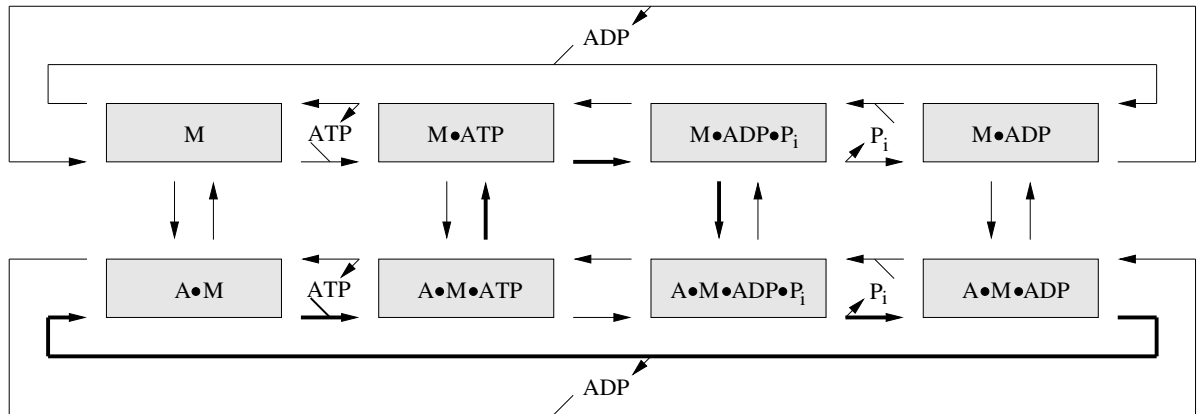 ADP
M ATP M•ATP M•ADP•Pi Pi M•ADP
A•M ATP A•M•ATP A•M•ADP•Pi Pi A•M•ADP
ADP